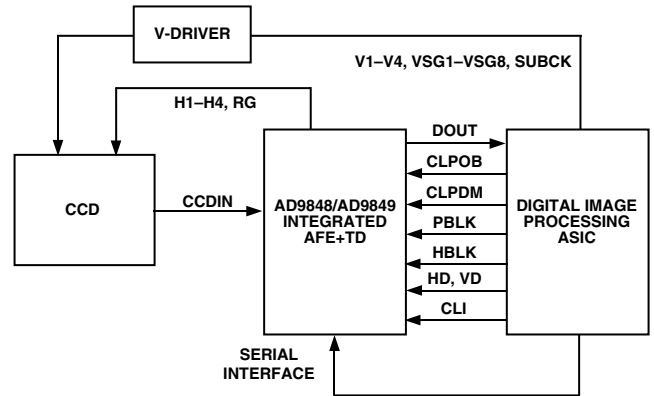 V-DRIVER
V1–V4, VSG1–VSG8, SUBCK
H1–H4, RG
DOUT
CLPOB
CCD
CCDIN
AD9848/AD9849
INTEGRATED
AFE+TD
CLPDM
PBLK
HBLK
HD, VD
CLI
DIGITAL IMAGE
PROCESSING
ASIC
SERIAL
INTERFACE